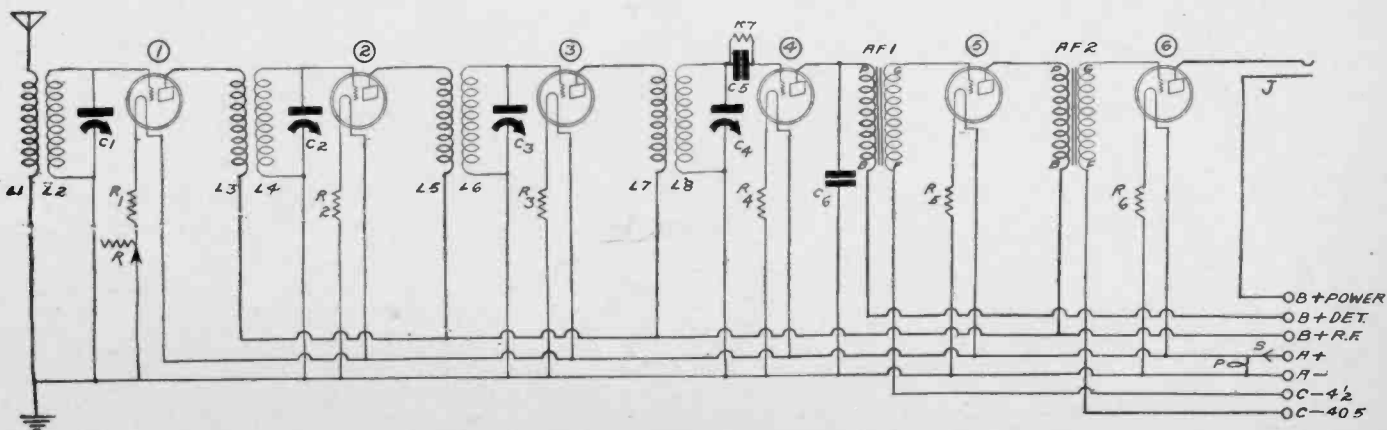 1 2 3 R7 4 AF1 5 AF2 6
P G P G
C5 J
C1 C2 C3 C4
L1 L2 L3 L4 L5 L6 L7 L8
B F B F
C6
R1 R2 R3 R4 R5 R6
R
B+POWER
B+DET.
B+R.F.
S A+
P A-
C-4½
C-40.5